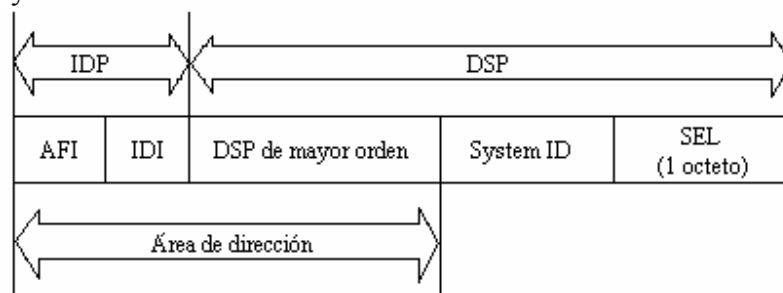 y
IDP DSP
AFI IDI DSP de mayor orden System ID SEL
(1 octeto)
Área de dirección